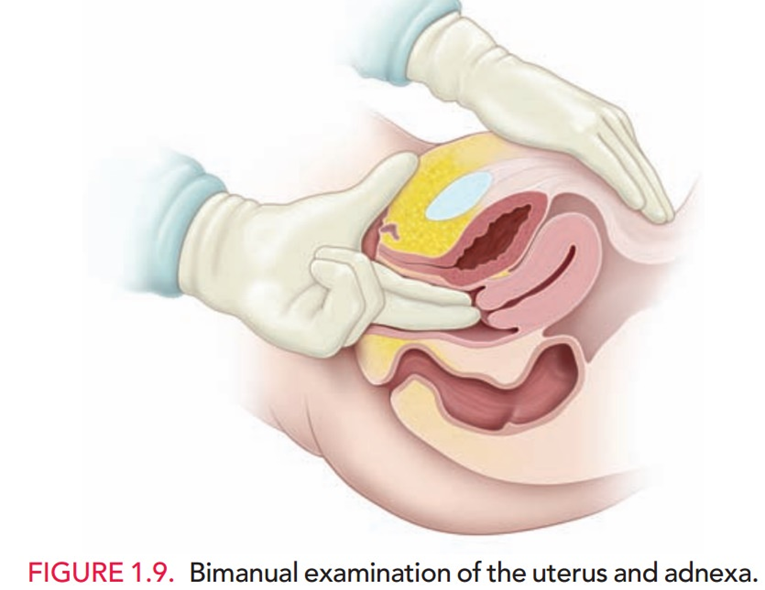 FIGURE 1.9. Bimanual examination of the uterus and adnexa.